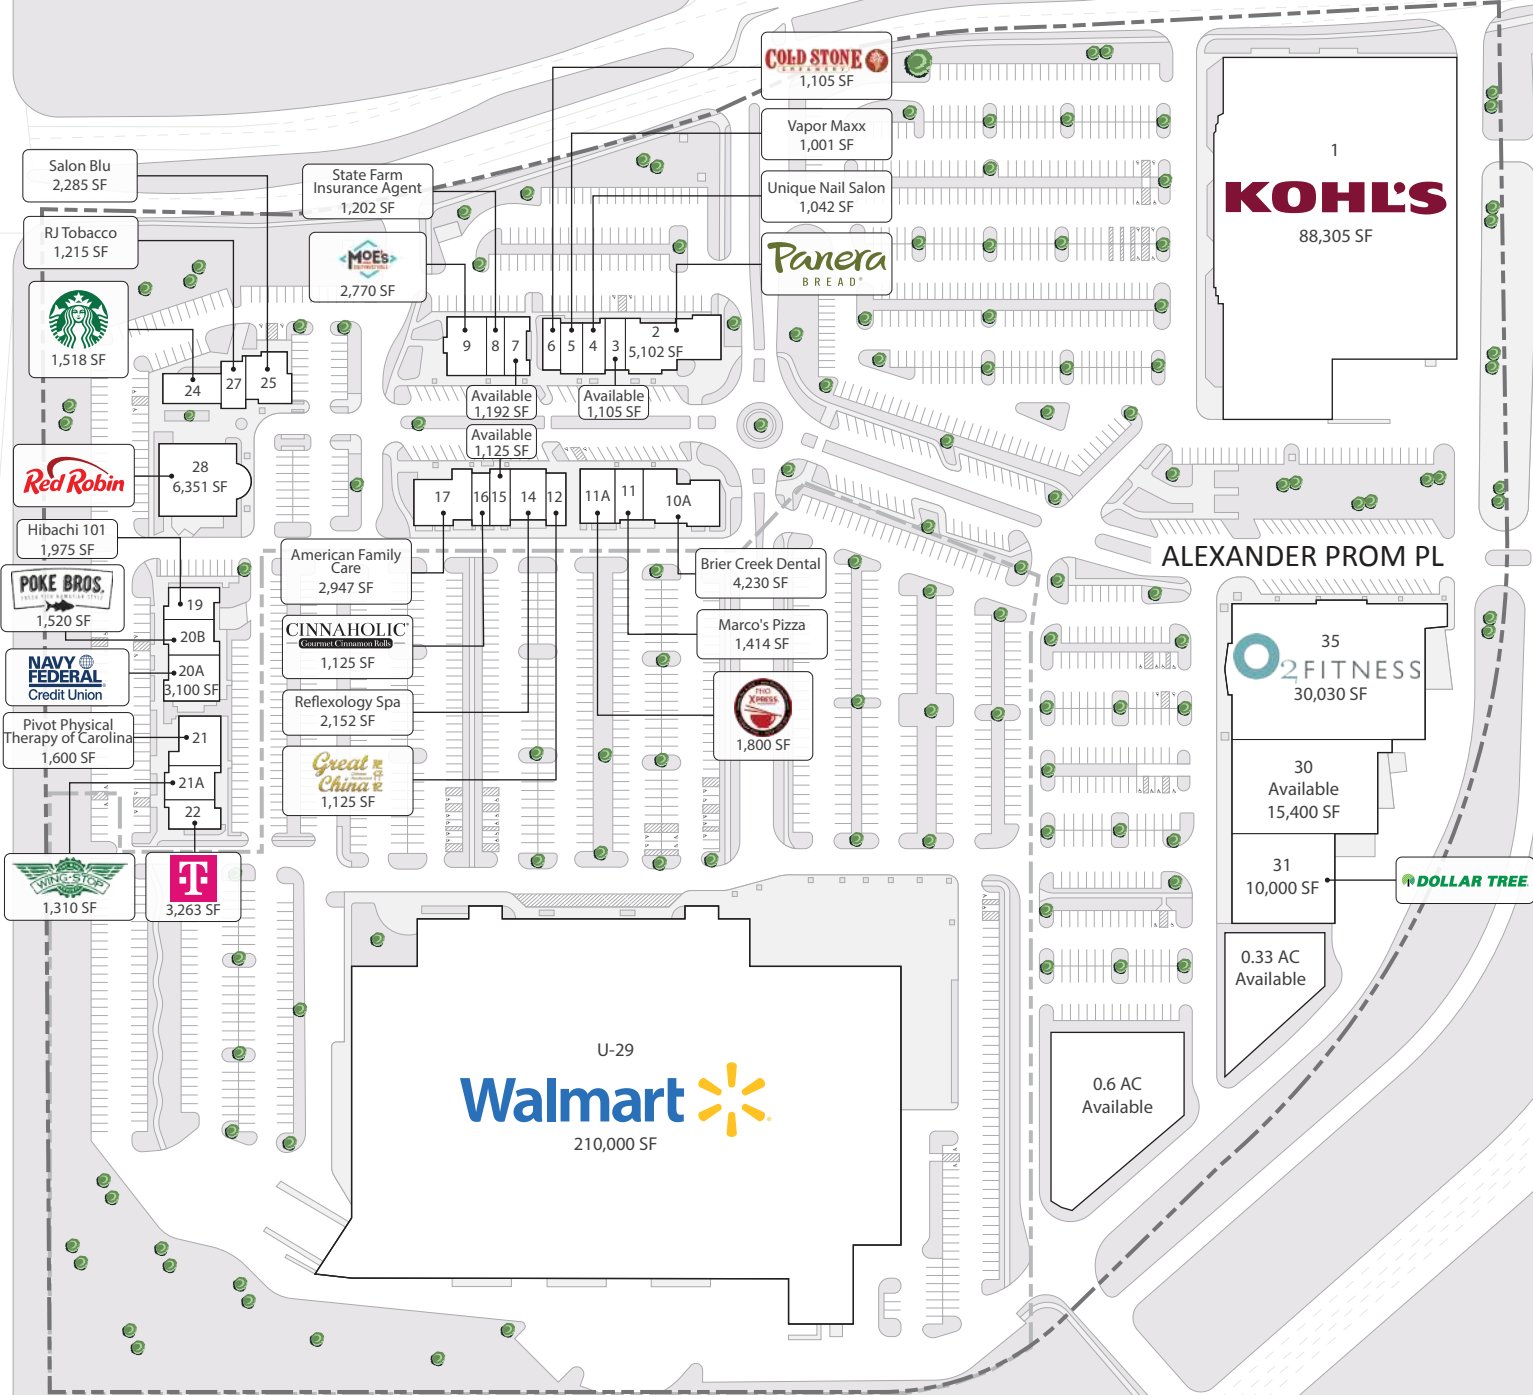 COLD STONE
CREAMERY
1,105 SF
Vapor Maxx
1,001 SF
Unique Nail Salon
1,042 SF
Panera
BREAD®
State Farm
Insurance Agent
1,202 SF
MOE's
2,770 SF
Salon Blu
2,285 SF
RJ Tobacco
1,215 SF
1,518 SF
24
27
25
9
8
7
6
5
4
3
2
5,102 SF
Available
1,192 SF
Available
1,105 SF
Available
1,125 SF
1
KOHL'S
88,305 SF
Red Robin
28
6,351 SF
Hibachi 101
1,975 SF
POKE BROS.
1,520 SF
NAVY
FEDERAL
Credit Union
Pivot Physical
Therapy of Carolina
1,600 SF
19
20B
20A
3,100 SF
21
21A
22
WING·STOP
1,310 SF
T
3,263 SF
17
16
15
14
12
11A
11
10A
American Family
Care
2,947 SF
CINNAHOLIC®
Gourmet Cinnamon Rolls
1,125 SF
Reflexology Spa
2,152 SF
Great
China
1,125 SF
Brier Creek Dental
4,230 SF
Marco's Pizza
1,414 SF
PHO
XPRESS
1,800 SF
ALEXANDER PROM PL
35
O2FITNESS
30,030 SF
30
Available
15,400 SF
31
10,000 SF
DOLLAR TREE
0.33 AC
Available
0.6 AC
Available
U-29
Walmart
210,000 SF